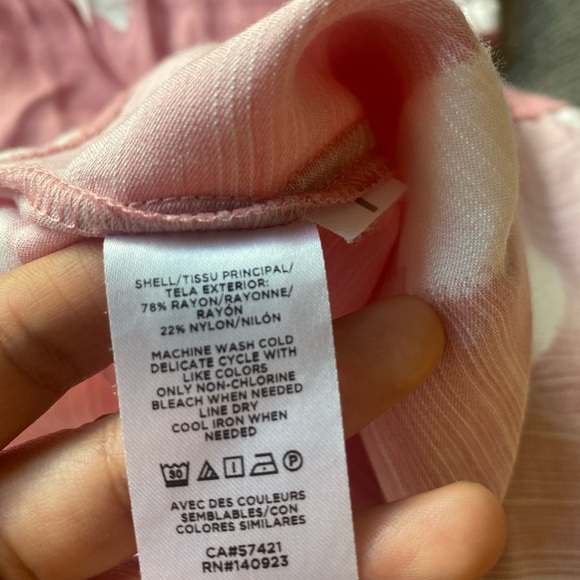 SHELL/TISSU PRINCIPAL/
TELA EXTERIOR:
78% RAYON/RAYONNE/
RAYÓN
22% NYLON/NILÓN
MACHINE WASH COLD
DELICATE CYCLE WITH
LIKE COLORS
ONLY NON-CHLORINE
BLEACH WHEN NEEDED
LINE DRY
COOL IRON WHEN
NEEDED
30 P
AVEC DES COULEURS
SEMBLABLES/CON
COLORES SIMILARES
CA#57421
RN#140923